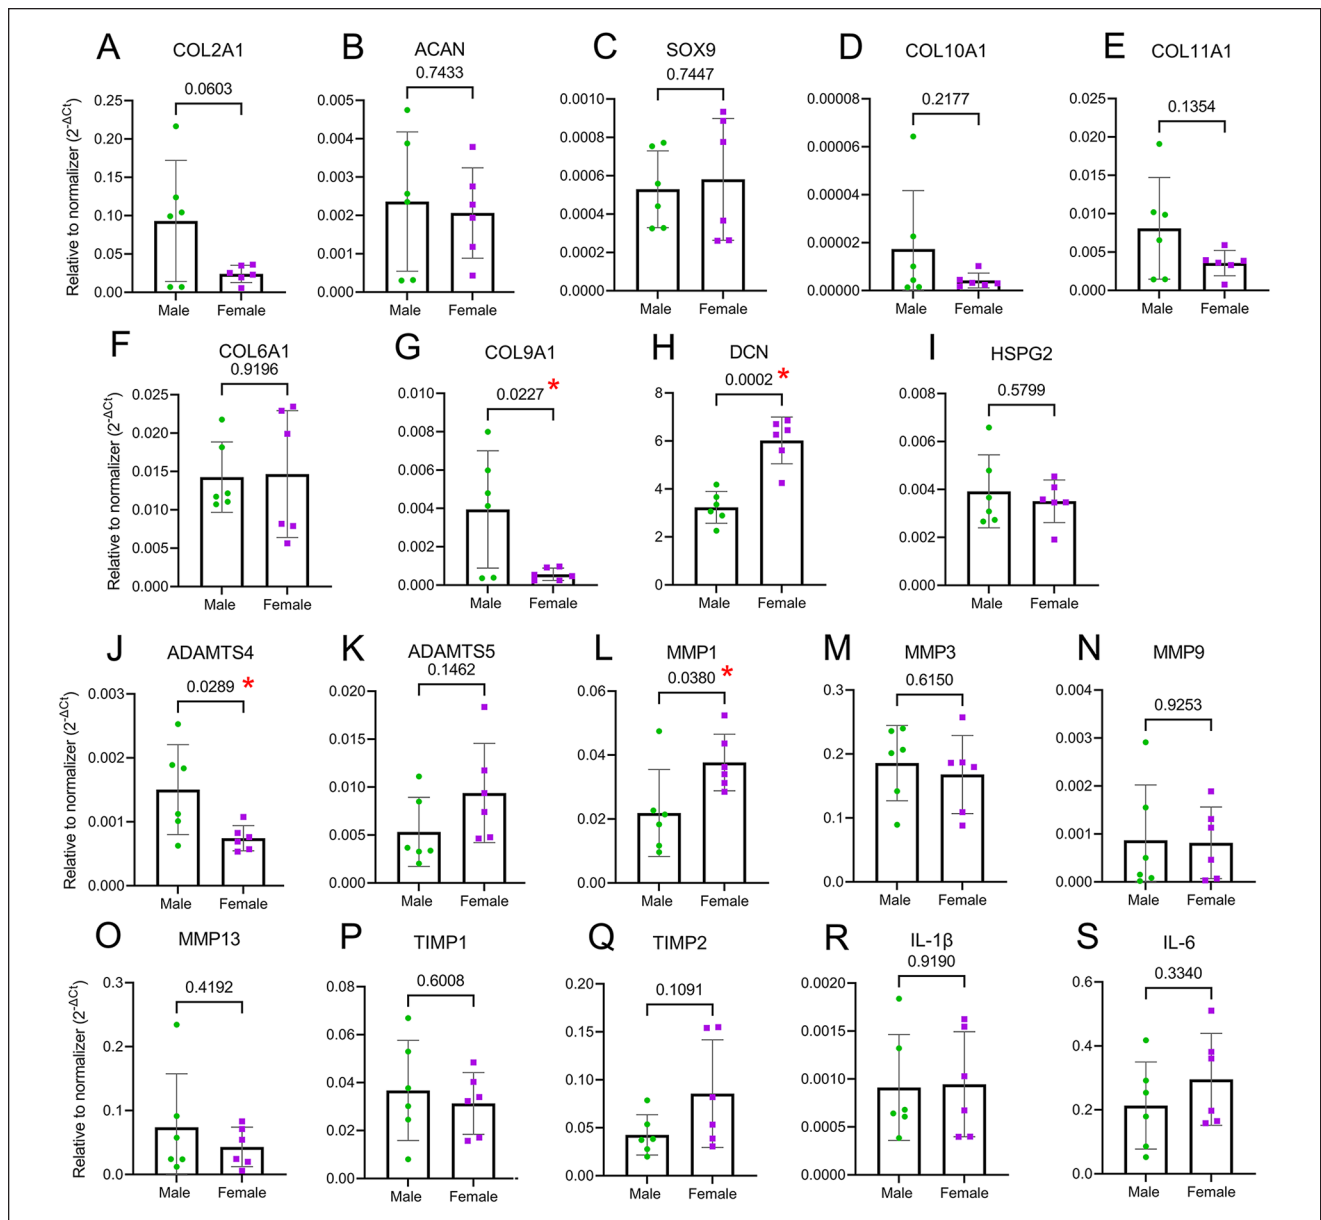 A COL2A1
0.0603
Relative to normalizer (2-ΔCt)
0.25
0.20
0.15
0.10
0.05
0.00
Male Female
B ACAN
0.7433
0.005
0.004
0.003
0.002
0.001
0.000
Male Female
C SOX9
0.7447
0.0010
0.0008
0.0006
0.0004
0.0002
0.0000
Male Female
D COL10A1
0.2177
0.00008
0.00006
0.00004
0.00002
0.00000
Male Female
E COL11A1
0.1354
0.025
0.020
0.015
0.010
0.005
0.000
Male Female
F COL6A1
0.9196
Relative to normalizer (2-ΔCt)
0.025
0.020
0.015
0.010
0.005
0.000
Male Female
G COL9A1
0.0227 *
0.010
0.008
0.006
0.004
0.002
0.000
Male Female
H DCN
0.0002 *
8
6
4
2
0
Male Female
I HSPG2
0.5799
0.008
0.006
0.004
0.002
0.000
Male Female
J ADAMTS4
0.0289 *
Relative to normalizer (2-ΔCt)
0.003
0.002
0.001
0.000
Male Female
K ADAMTS5
0.1462
0.020
0.015
0.010
0.005
0.000
Male Female
L MMP1
0.0380 *
0.06
0.04
0.02
0.00
Male Female
M MMP3
0.6150
0.3
0.2
0.1
0.0
Male Female
N MMP9
0.9253
0.004
0.003
0.002
0.001
0.000
Male Female
O MMP13
0.4192
Relative to normalizer (2-ΔCt)
0.3
0.2
0.1
0.0
Male Female
P TIMP1
0.6008
0.08
0.06
0.04
0.02
0.00
Male Female
Q TIMP2
0.1091
0.20
0.15
0.10
0.05
0.00
Male Female
R IL-1β
0.9190
0.0020
0.0015
0.0010
0.0005
0.0000
Male Female
S IL-6
0.3340
0.6
0.4
0.2
0.0
Male Female